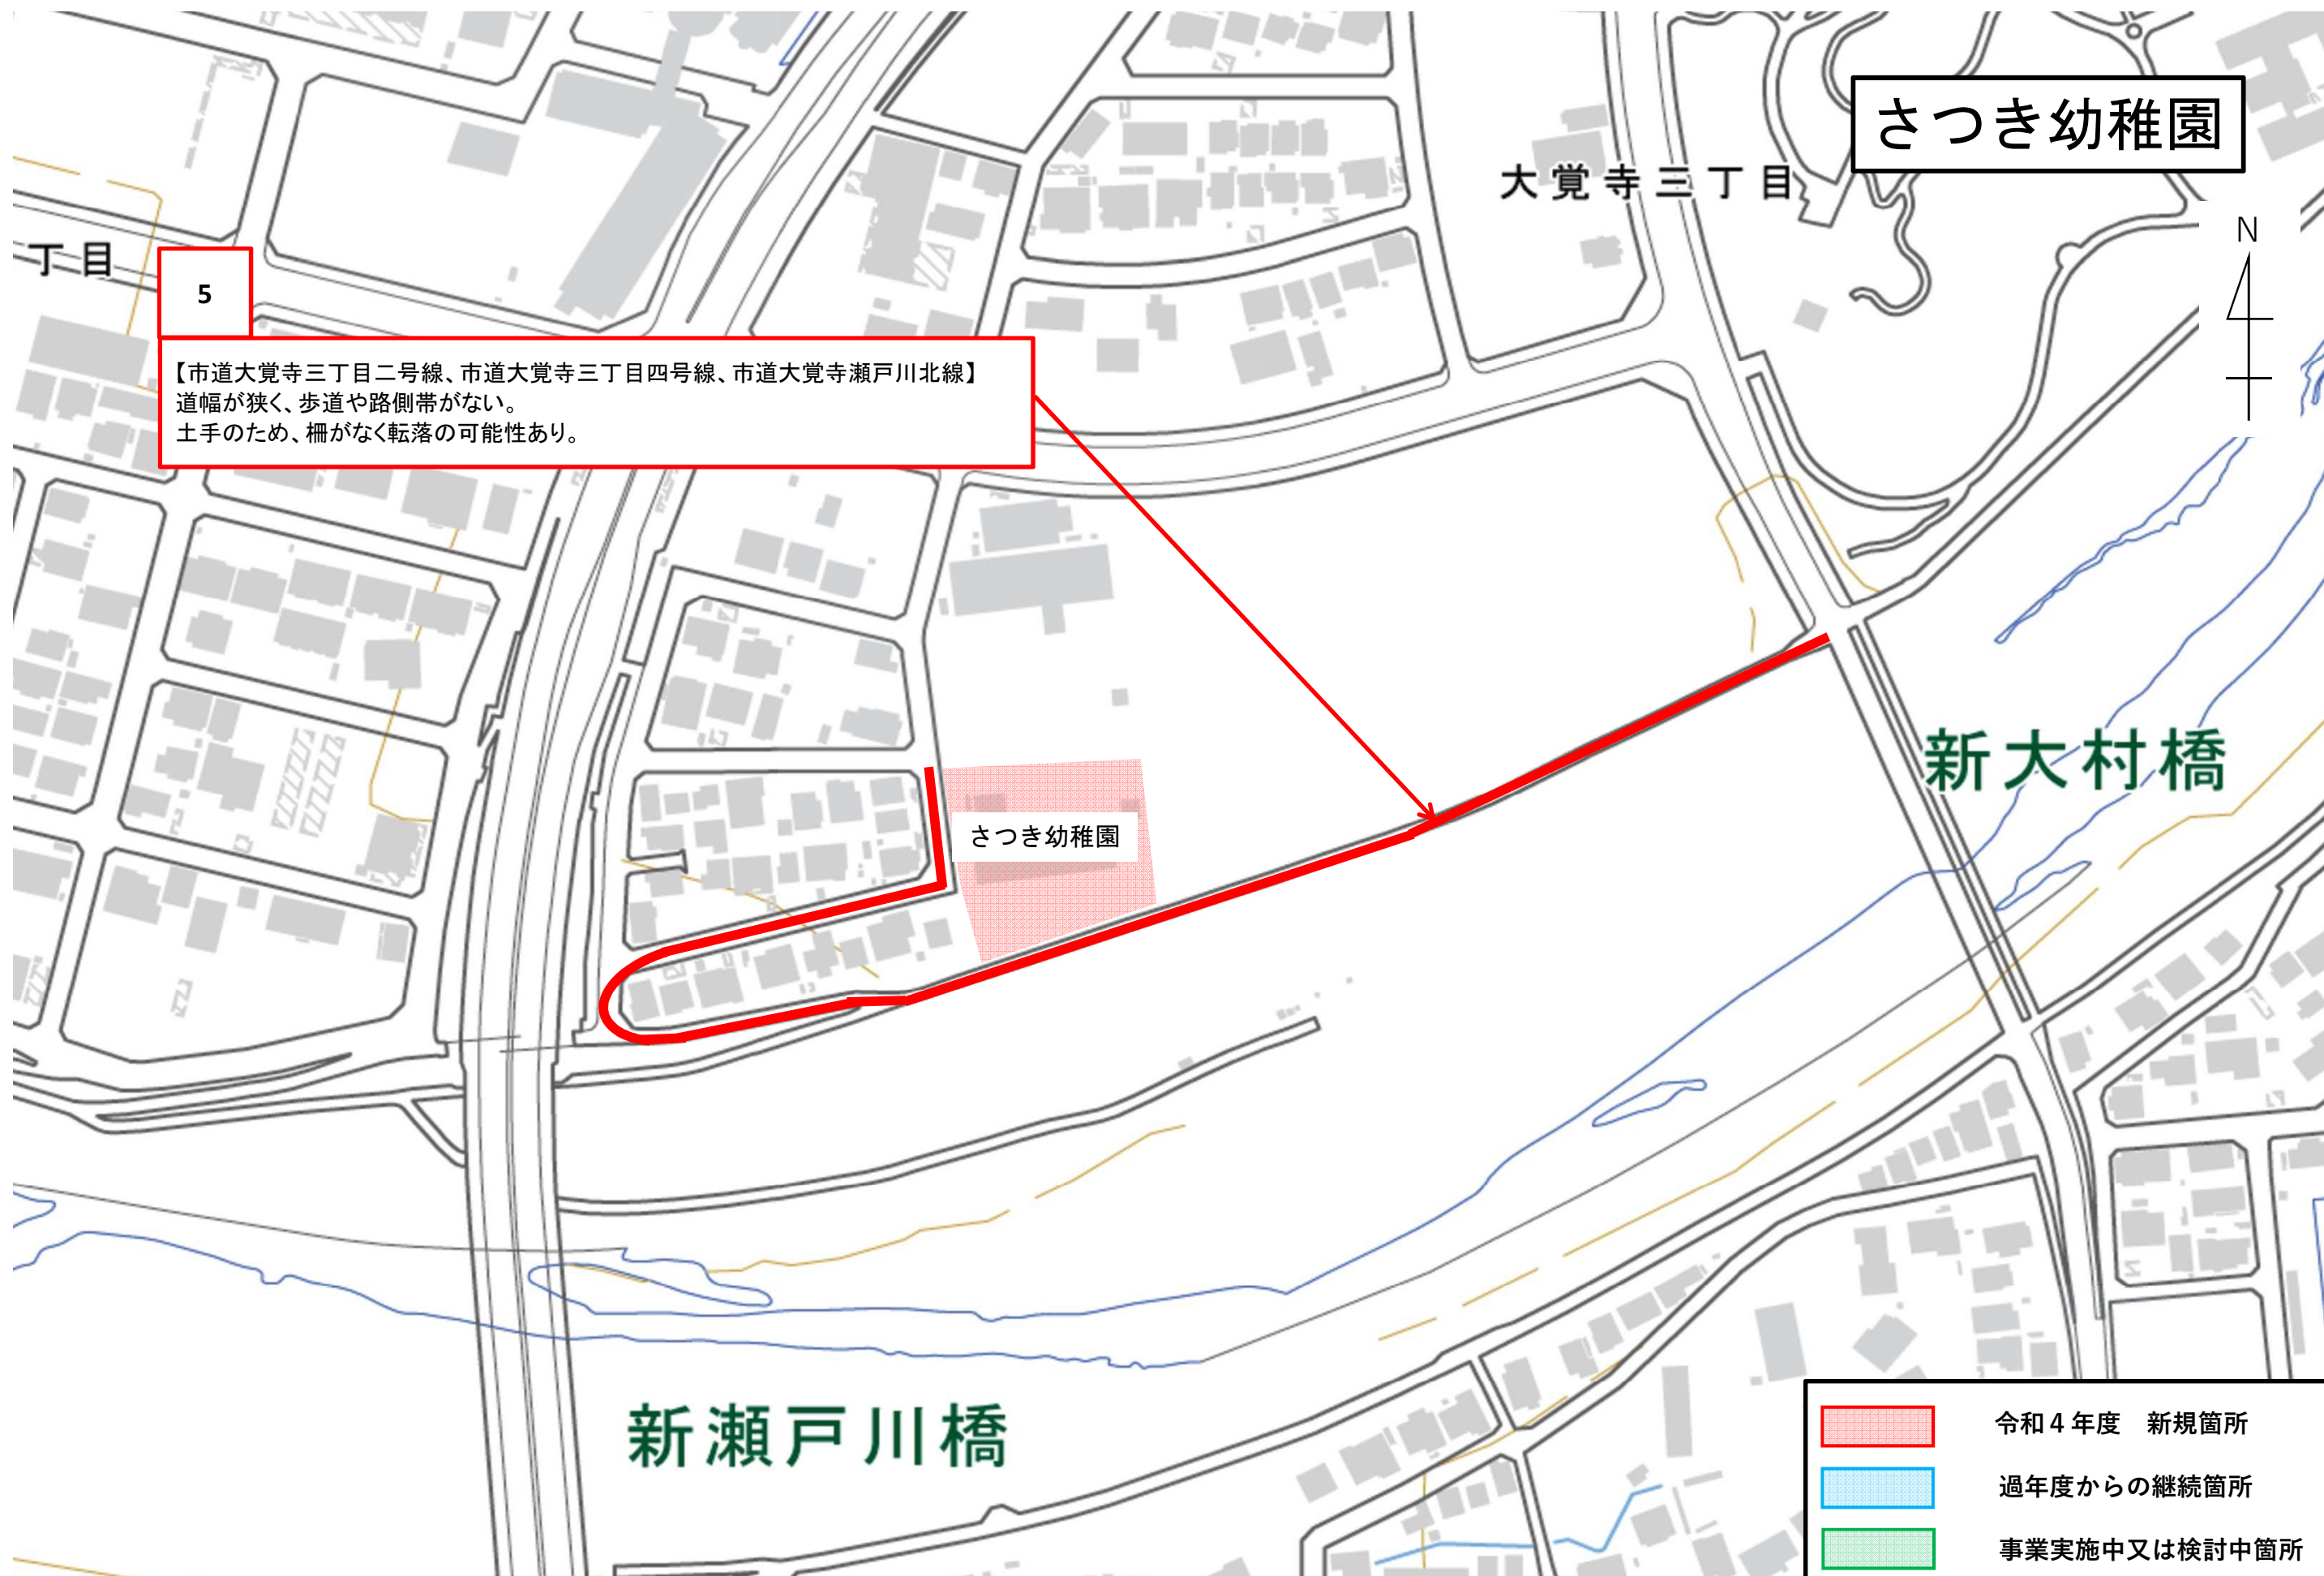 さつき幼稚園
大覚寺三丁目
N
丁目
5
【市道大覚寺三丁目二号線、市道大覚寺三丁目四号線、市道大覚寺瀬戸川北線】
道幅が狭く、歩道や路側帯がない。
土手のため、柵がなく転落の可能性あり。
新大村橋
さつき幼稚園
新瀬戸川橋
令和４年度　新規箇所
過年度からの継続箇所
事業実施中又は検討中箇所